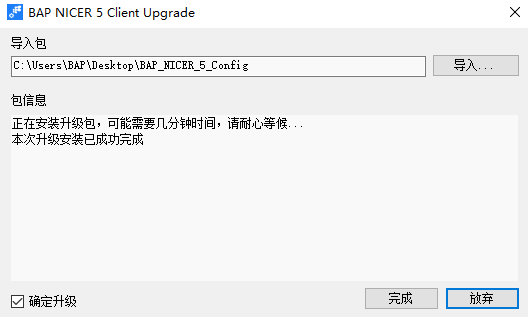 BAP NICER 5 Client Upgrade
导入包
C:\Users\BAP\Desktop\BAP_NICER_5_Config
导入...
包信息
正在安装升级包，可能需要几分钟时间，请耐心等候...
本次升级安装已成功完成
确定升级
完成
放弃